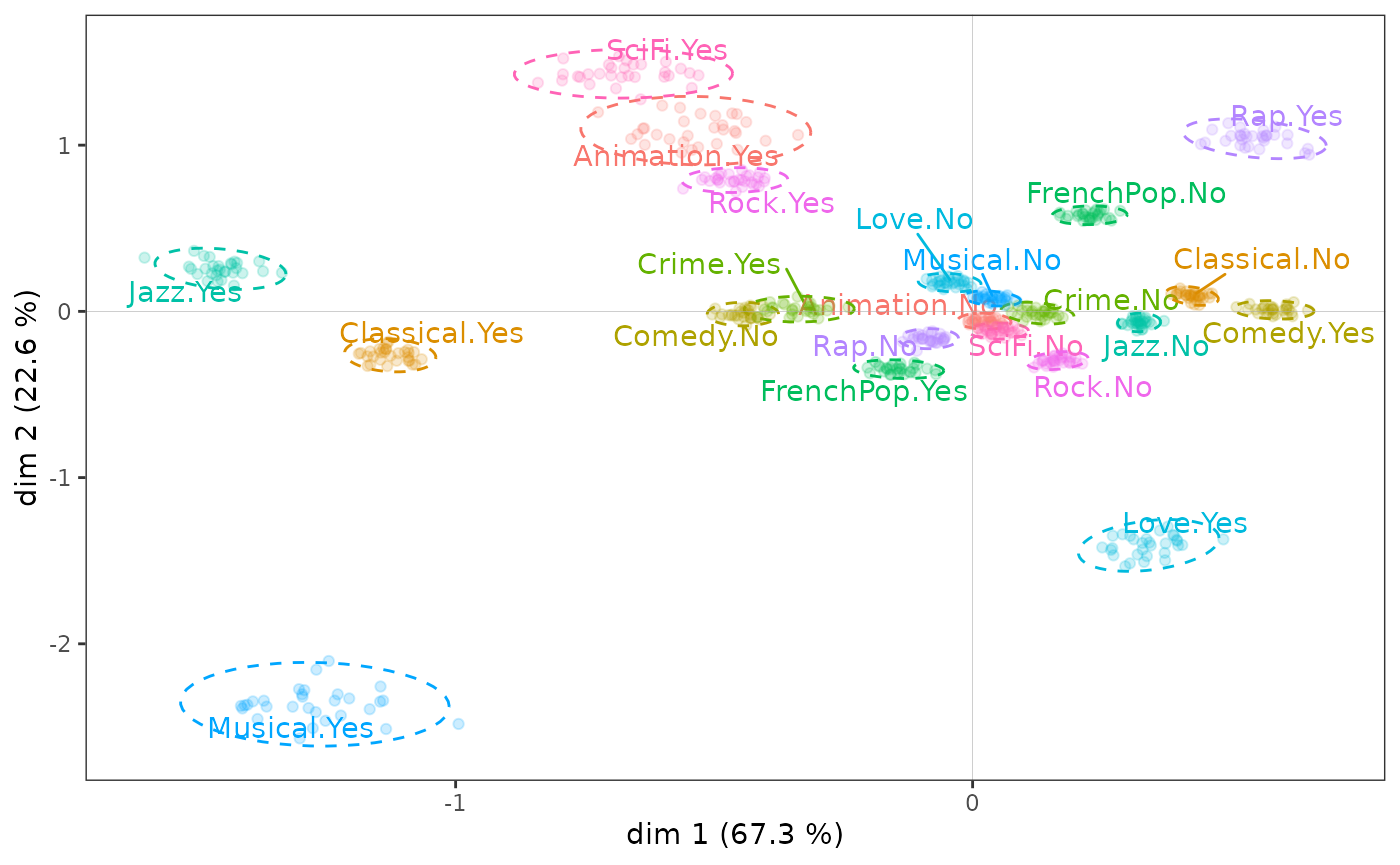 SciFi.Yes
Rap.Yes
1
Animation.Yes
Rock.Yes
FrenchPop.No
Love.No
Musical.No
Classical.No
Crime.Yes
Jazz.Yes
Crime.No
Animation.No
0
Classical.Yes
Comedy.No
Rap.No
SciFi.No
Jazz.No
Comedy.Yes
FrenchPop.Yes
Rock.No
-1
Love.Yes
-2
Musical.Yes
-1
0
dim 1 (67.3 %)
dim 2 (22.6 %)